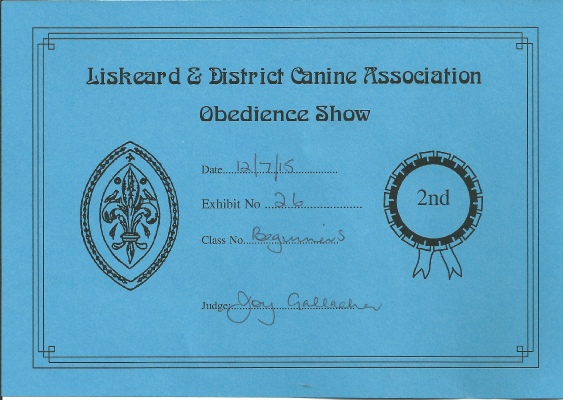 Liskeard & District Canine Association
Obedience Show
Date 12/7/15
Exhibit No 26
2nd
Class No. Beginners
Judge: Joy Gallacher